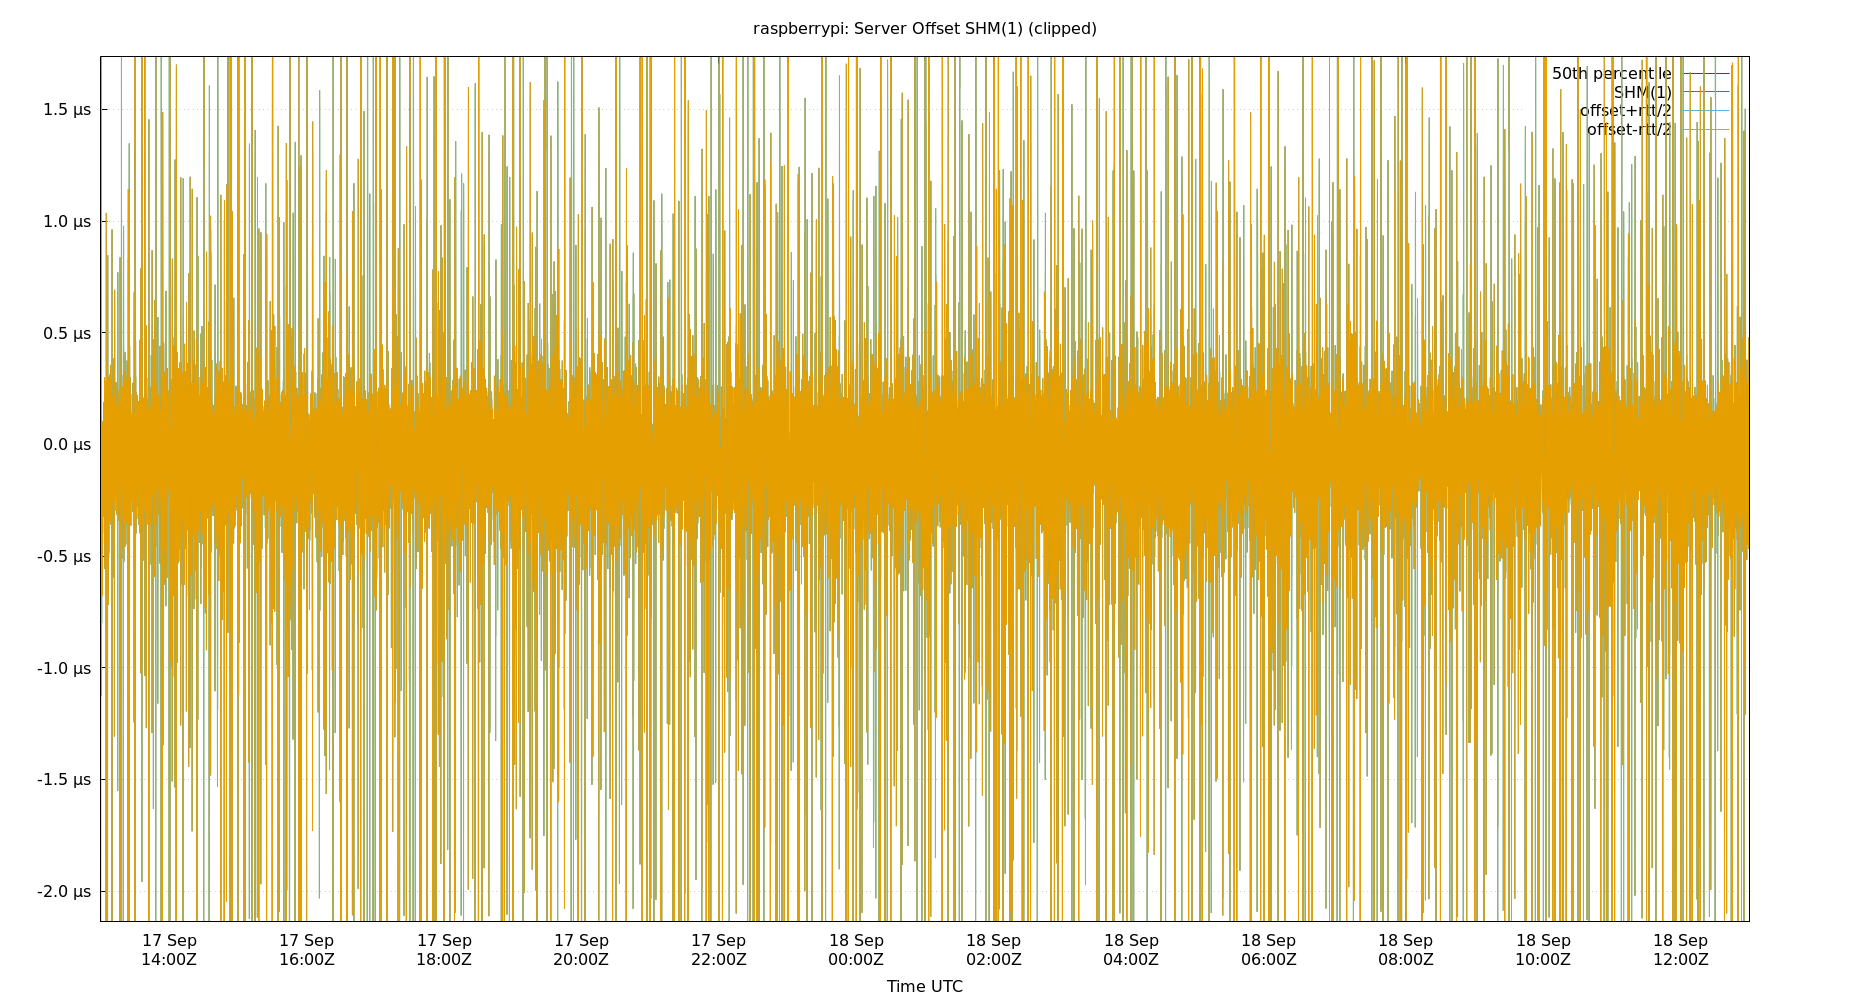 raspberrypi: Server Offset SHM(1) (clipped)
50th percentile
SHM(1)
offset+rtt/2
offset-rtt/2
1.5 µs
1.0 µs
0.5 µs
0.0 µs
-0.5 µs
-1.0 µs
-1.5 µs
-2.0 µs
17 Sep 17 Sep 17 Sep 17 Sep 17 Sep 18 Sep 18 Sep 18 Sep 18 Sep 18 Sep 18 Sep 18 Sep
14:00Z 16:00Z 18:00Z 20:00Z 22:00Z 00:00Z 02:00Z 04:00Z 06:00Z 08:00Z 10:00Z 12:00Z
Time UTC